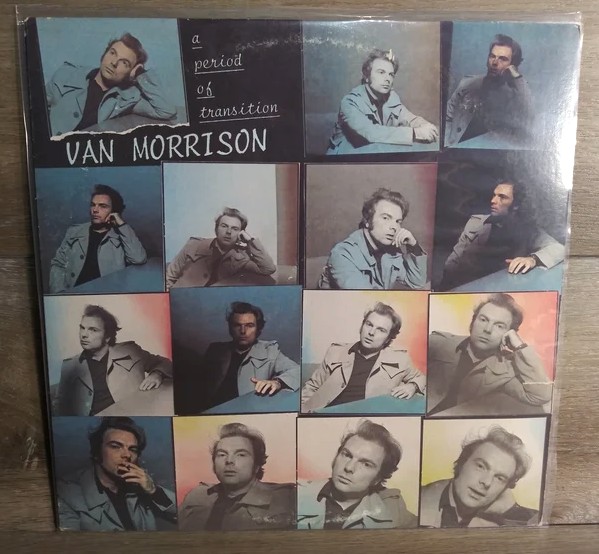 a
period
of
transition
VAN MORRISON